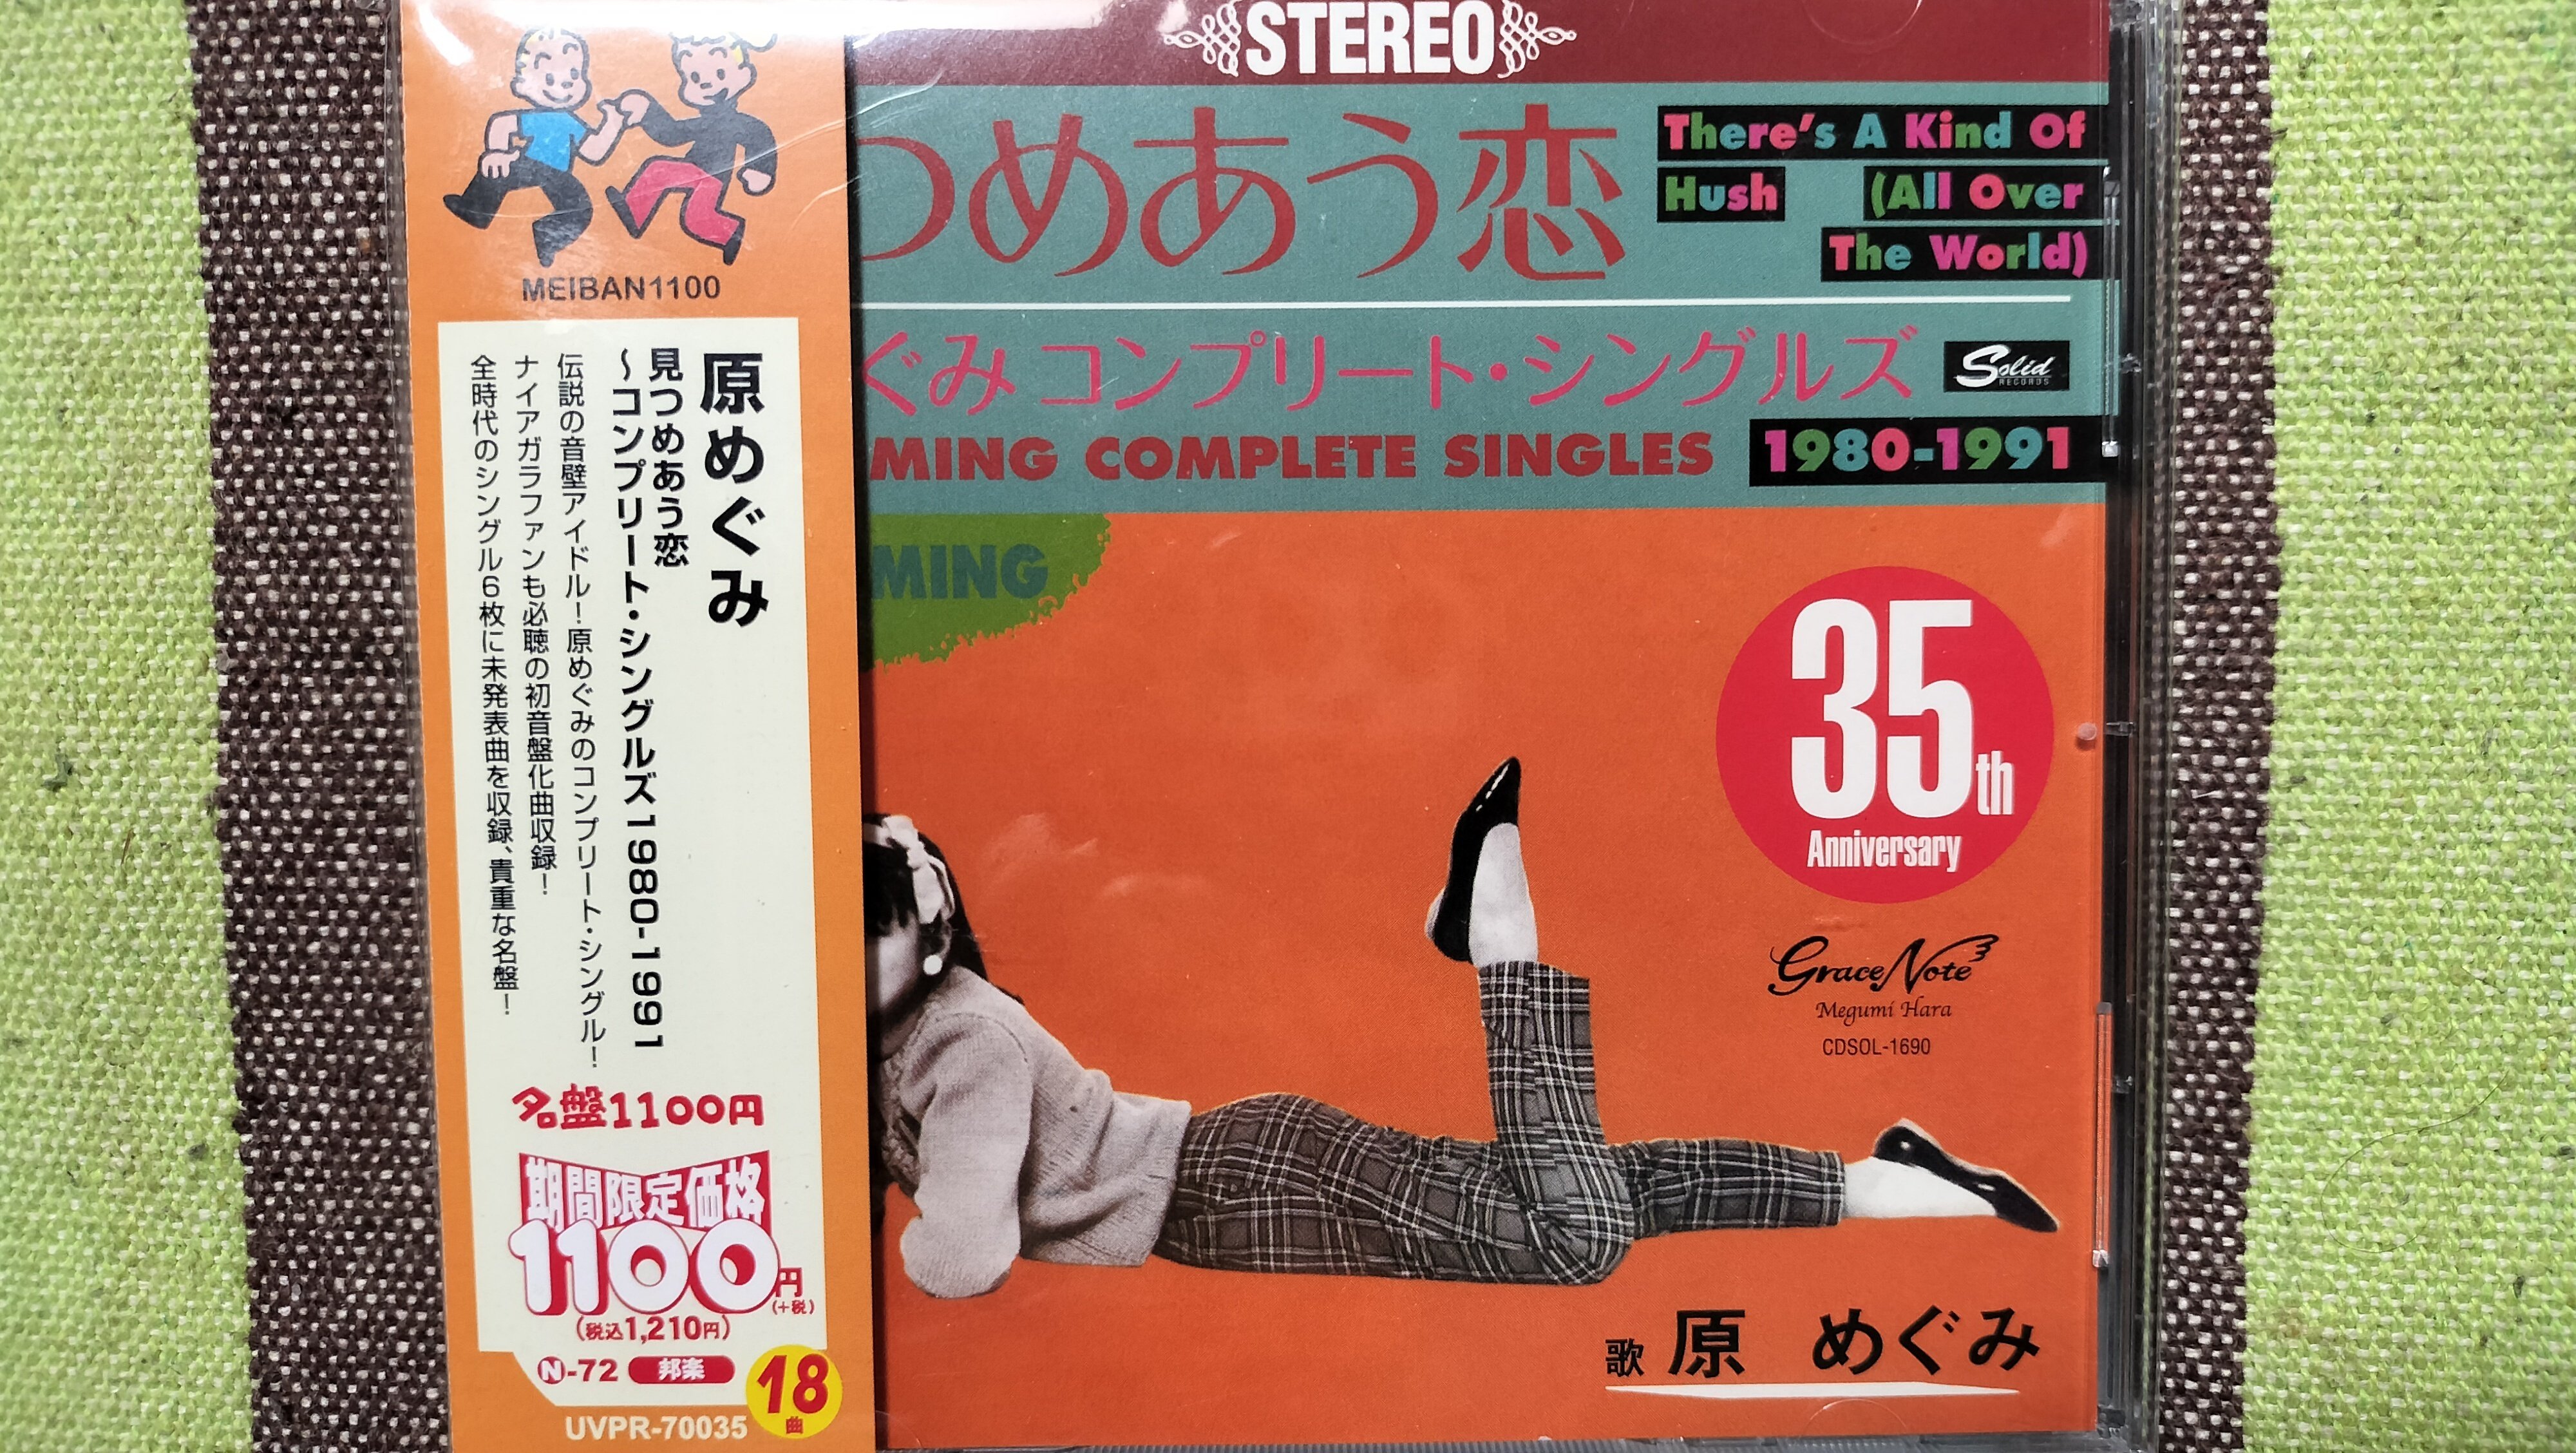 MEIBAN1100
原めぐみ
見つめあう恋
～コンプリート・シングルズ1980-1991
伝説の音壁アイドル！原めぐみのコンプリート・シングル！
ナイアガラファンも必聴の初音盤化曲収録！
全時代のシングル6枚に未発表曲を収録、貴重な名盤！
名盤1100円
期間限定価格
1100円
(+税)
(税込1,210円)
N-72 邦楽
18曲
UVPR-70035
STEREO
つめあう恋
There's A Kind Of
Hush (All Over
The World)
ぐみ コンプリート・シングルズ
Solid
RECORDS
MING COMPLETE SINGLES 1980-1991
MING
35th
Anniversary
Grace Note
Megumi Hara
CDSOL-1690
歌 原 めぐみ